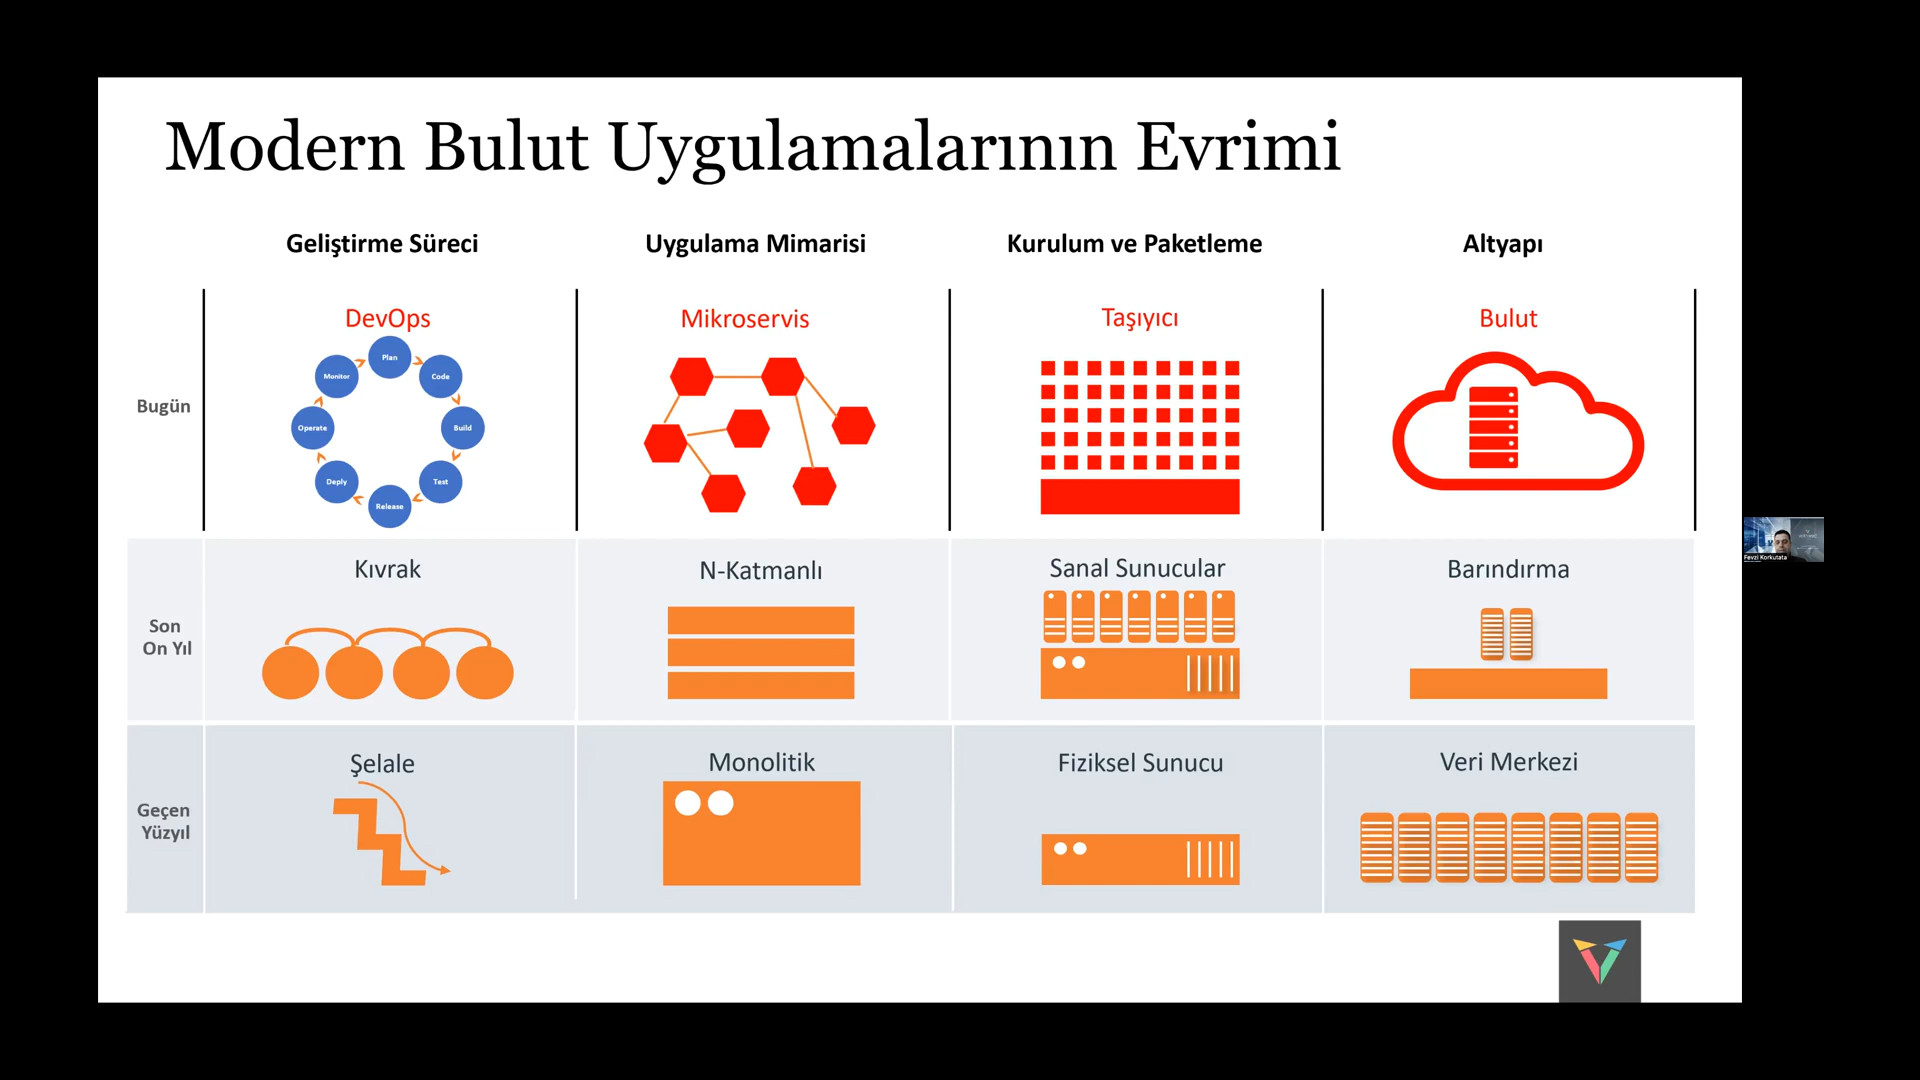 Modern Bulut Uygulamalarının Evrimi
Geliştirme Süreci
Uygulama Mimarisi
Kurulum ve Paketleme
Altyapı
Bugün
DevOps
Plan
Code
Build
Test
Release
Deply
Operate
Monitor
Mikroservis
Taşıyıcı
Bulut
Son
On Yıl
Kıvrak
N-Katmanlı
Sanal Sunucular
Barındırma
Geçen
Yüzyıl
Şelale
Monolitik
Fiziksel Sunucu
Veri Merkezi
Fevzi Korkutata